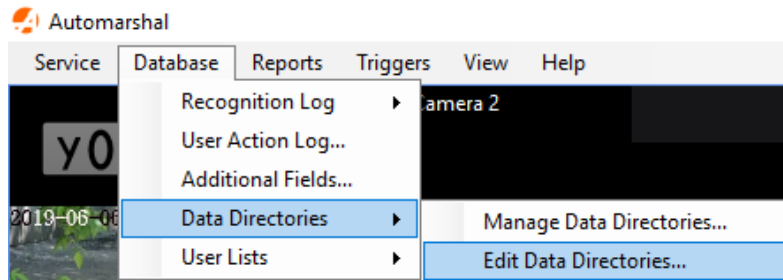 Automarshal
Service Database Reports Triggers View Help
Recognition Log
Camera 2
User Action Log...
Additional Fields...
2019-06-06
Data Directories
Manage Data Directories...
User Lists
Edit Data Directories...